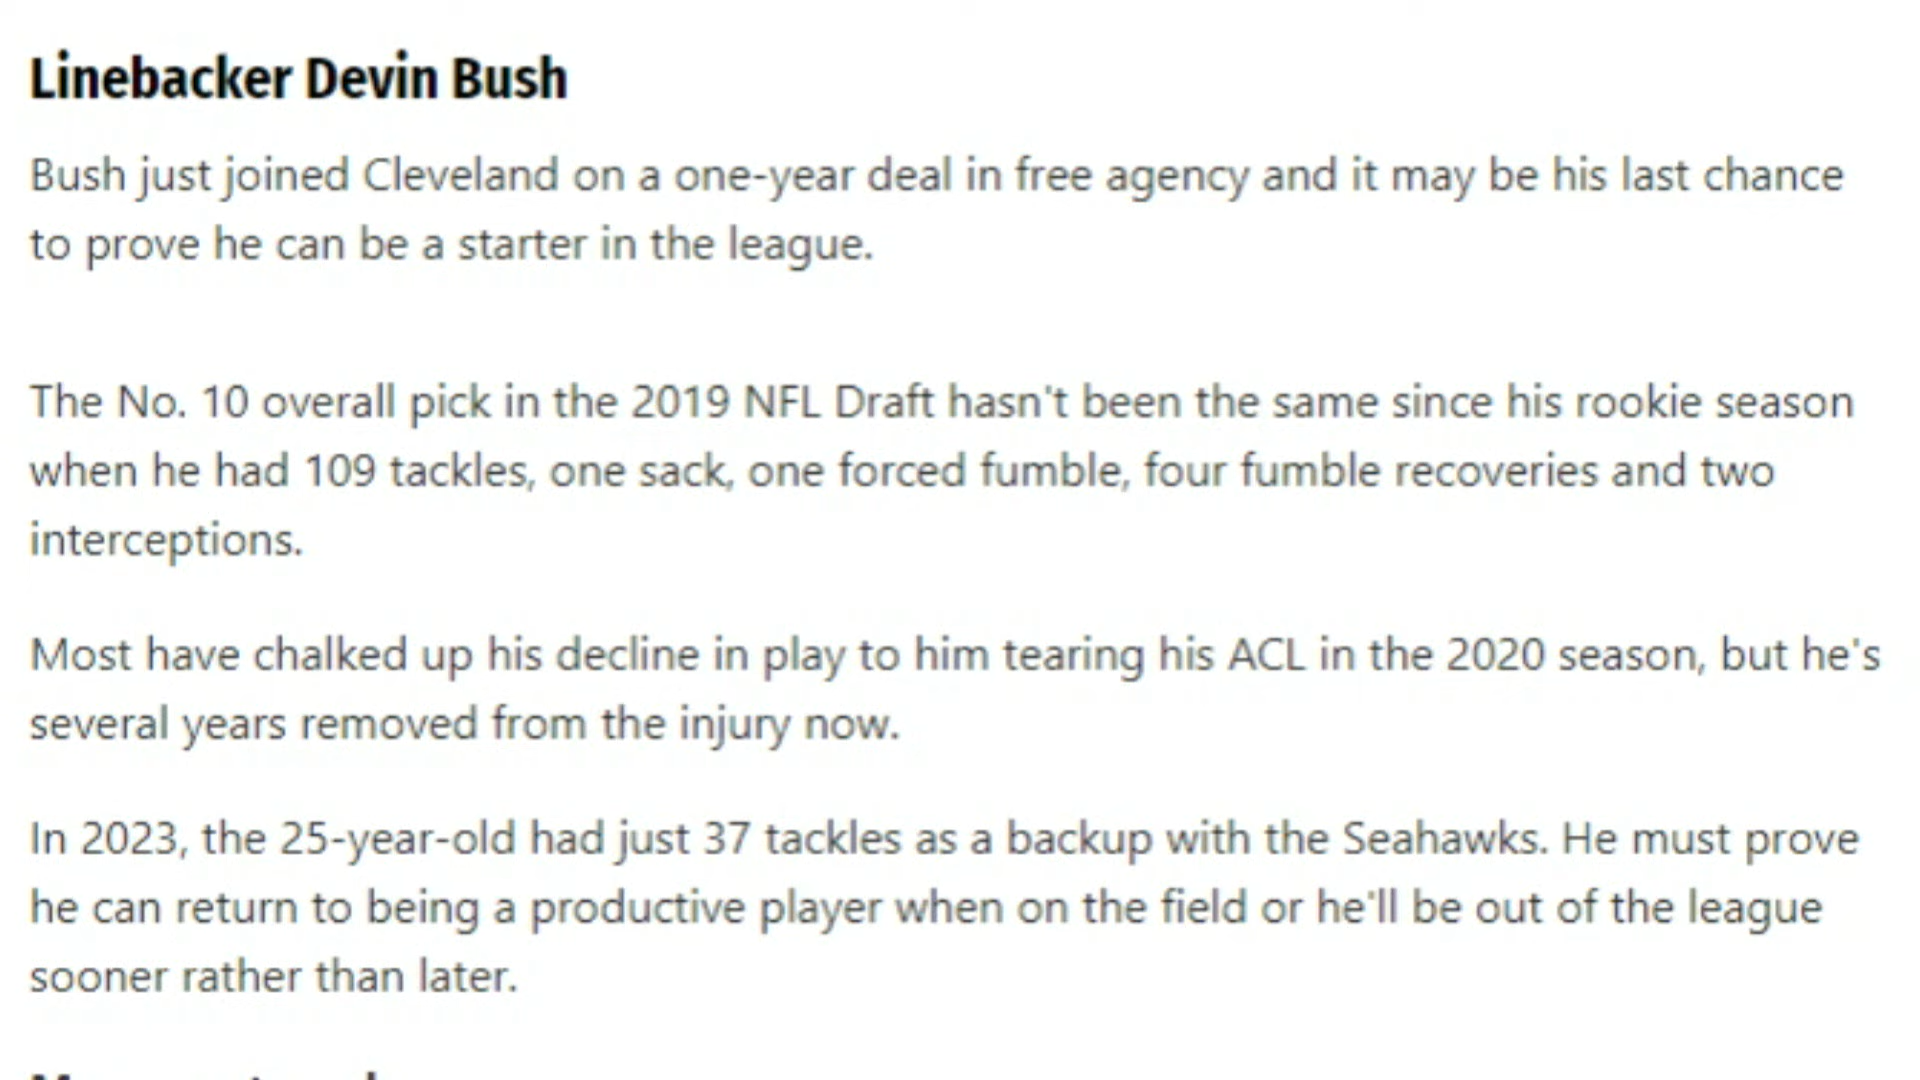 Linebacker Devin Bush
Bush just joined Cleveland on a one-year deal in free agency and it may be his last chance
to prove he can be a starter in the league.
The No. 10 overall pick in the 2019 NFL Draft hasn't been the same since his rookie season
when he had 109 tackles, one sack, one forced fumble, four fumble recoveries and two
interceptions.
Most have chalked up his decline in play to him tearing his ACL in the 2020 season, but he's
several years removed from the injury now.
In 2023, the 25-year-old had just 37 tackles as a backup with the Seahawks. He must prove
he can return to being a productive player when on the field or he'll be out of the league
sooner rather than later.